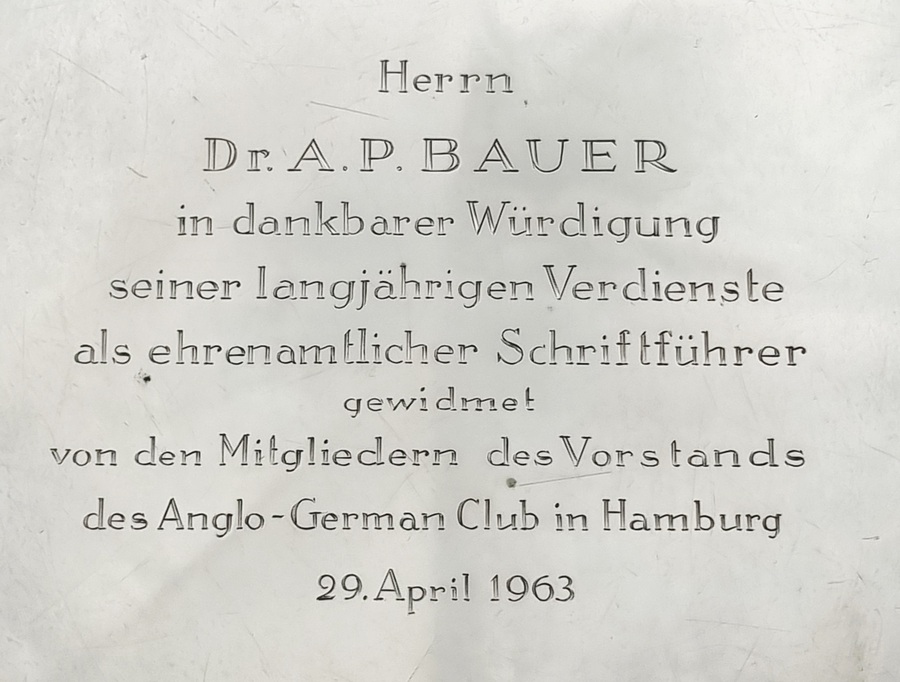 Herrn
Dr. A. P. BAUER
in dankbarer Würdigung
seiner langjährigen Verdienste
als ehrenamtlicher Schriftführer
gewidmet
von den Mitgliedern des Vorstands
des Anglo-German Club in Hamburg
29. April 1963